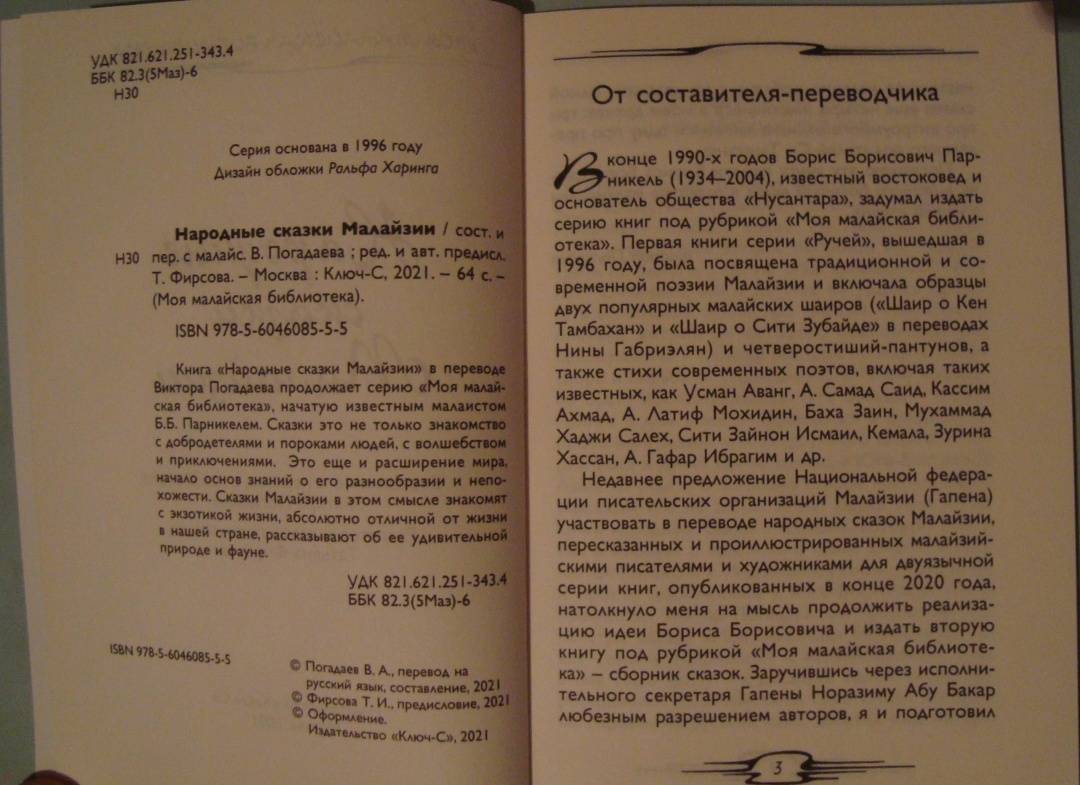 УДК 821.621.251-343.4
ББК 82.3(5Маз)-6
Н30
Серия основана в 1996 году
Дизайн обложки Ральфа Харинга
Народные сказки Малайзии / сост. и
Н30 пер. с малайс. В. Погадаева ; ред. и авт. предисл.
Т. Фирсова. – Москва : Ключ-С, 2021. – 64 с. –
(Моя малайская библиотека).
ISBN 978-5-6046085-5-5
Книга «Народные сказки Малайзии» в переводе
Виктора Погадаева продолжает серию «Моя малай-
ская библиотека», начатую известным малаистом
Б.Б. Парникелем. Сказки это не только знакомство
с добродетелями и пороками людей, с волшебством
и приключениями. Это еще и расширение мира,
начало основ знаний о его разнообразии и непо-
хожести. Сказки Малайзии в этом смысле знакомят
с экзотикой жизни, абсолютно отличной от жизни
в нашей стране, рассказывают об ее удивительной
природе и фауне.
УДК 821.621.251-343.4
ББК 82.3(5Маз)-6
ISBN 978-5-6046085-5-5
© Погадаев В. А., перевод на
русский язык, составление, 2021
© Фирсова Т. И., предисловие, 2021
© Оформление.
Издательство «Ключ-С», 2021
От составителя-переводчика
В конце 1990-х годов Борис Борисович Пар-
никель (1934–2004), известный востоковед и
основатель общества «Нусантара», задумал издать
серию книг под рубрикой «Моя малайская библи-
отека». Первая книги серии «Ручей», вышедшая в
1996 году, была посвящена традиционной и со-
временной поэзии Малайзии и включала образцы
двух популярных малайских шаиров («Шаир о Кен
Тамбахан» и «Шаир о Сити Зубайде» в переводах
Нины Габриэлян) и четверостиший-пантунов, а
также стихи современных поэтов, включая таких
известных, как Усман Аванг, А. Самад Саид, Кассим
Ахмад, А. Латиф Мохидин, Баха Заин, Мухаммад
Хаджи Салех, Сити Зайнон Исмаил, Кемала, Зурина
Хассан, А. Гафар Ибрагим и др.
Недавнее предложение Национальной федера-
ции писательских организаций Малайзии (Гапена)
участвовать в переводе народных сказок Малайзии,
пересказанных и проиллюстрированных малайзий-
скими писателями и художниками для двуязычной
серии книг, опубликованных в конце 2020 года,
натолкнуло меня на мысль продолжить реализа-
цию идеи Бориса Борисовича и издать вторую
книгу под рубрикой «Моя малайская библиоте-
ка» – сборник сказок. Заручившись через исполни-
тельного секретаря Гапены Норазиму Абу Бакар
любезным разрешением авторов, я и подготовил
3